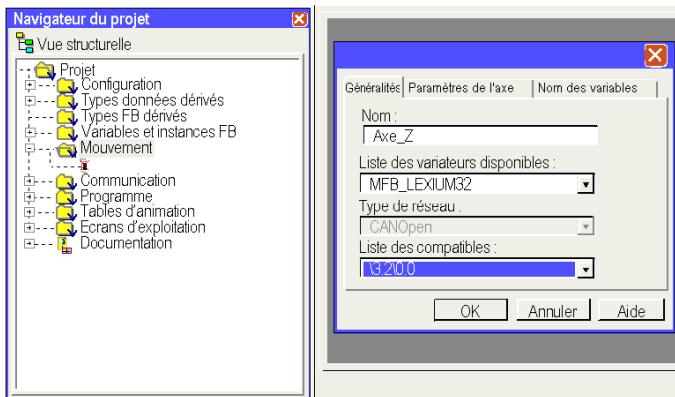 Navigateur du projet
Vue structurelle
Projet
Configuration
Types données dérivés
Types FB dérivés
Variables et instances FB
Mouvement
Communication
Programme
Tables d'animation
Ecrans d'exploitation
Documentation
Généralités Paramètres de l'axe Nom des variables
Nom :
Axe_Z
Liste des variateurs disponibles :
MFB_LEXIUM32
Type de réseau :
CANOpen
Liste des compatibles :
\3.2\0.0
OK Annuler Aide